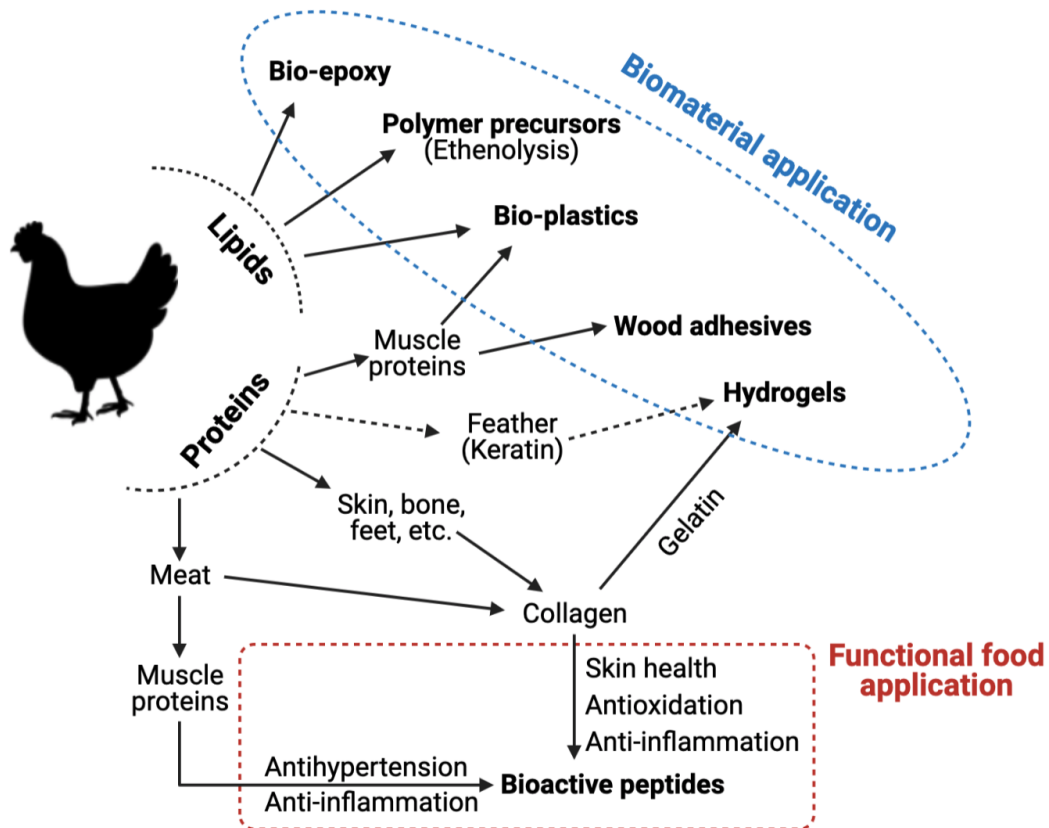 Bio-epoxy
Polymer precursors
(Ethenolysis)
Biomaterial application
Lipids
Bio-plastics
Wood adhesives
Muscle
proteins
Hydrogels
Proteins
Feather
(Keratin)
Skin, bone,
feet, etc.
Gelatin
Meat
Collagen
Functional food
application
Skin health
Antioxidation
Anti-inflammation
Muscle
proteins
Antihypertension
Anti-inflammation
Bioactive peptides